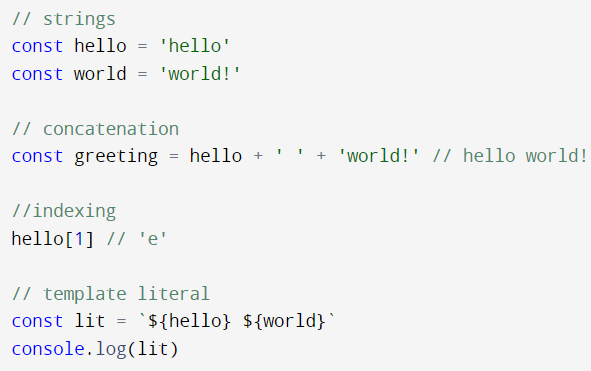 // strings
const hello = 'hello'
const world = 'world!'
// concatenation
const greeting = hello + ' ' + 'world!' // hello world!
//indexing
hello[1] // 'e'
// template literal
const lit = `${hello} ${world}`
console.log(lit)